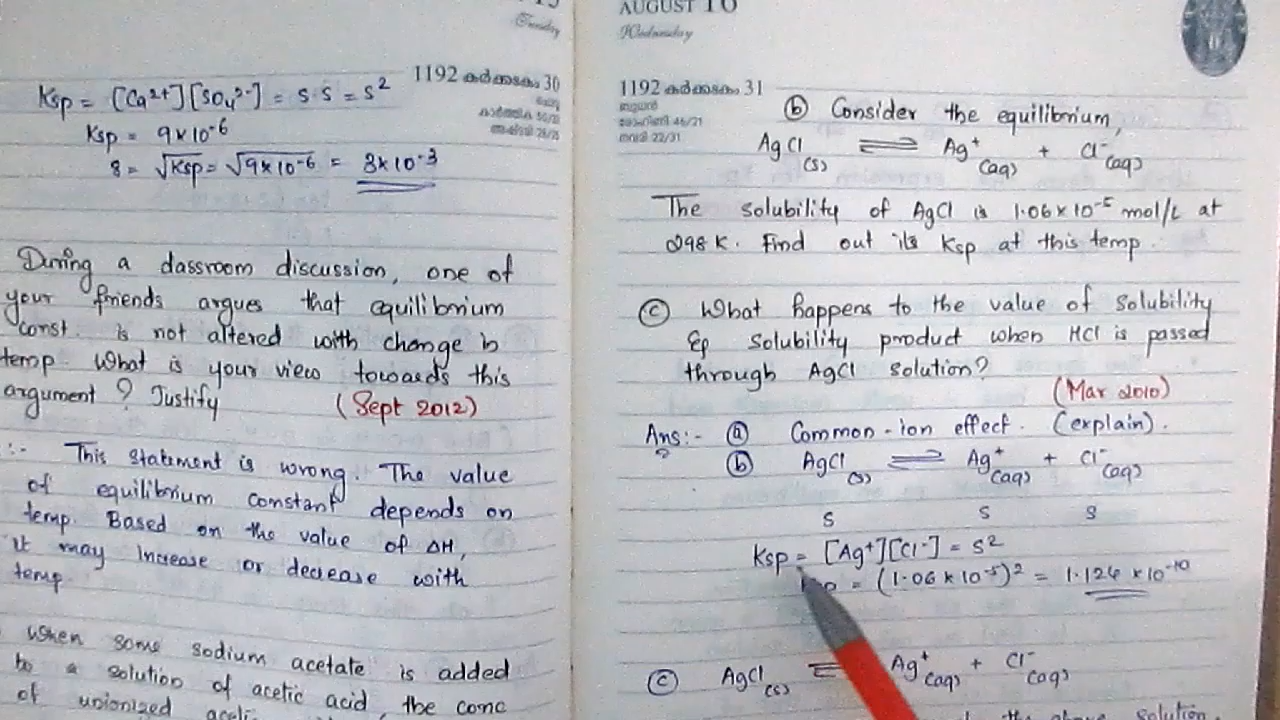 Tuesday
1192 കർക്കടകം 30
Ksp = [Ca²⁺][SO₄²⁻] = s·s = s²
Ksp = 9×10⁻⁶
s = √Ksp = √9×10⁻⁶ = 3×10⁻³
During a classroom discussion, one of
your friends argues that equilibrium
const. is not altered with change in
temp. What is your view towards this
argument? Justify (Sept 2012)
:- This statement is wrong. The value
of equilibrium constant depends on
temp. Based on the value of ΔH,
it may increase or decrease with
temp.
When some sodium acetate is added
to a solution of acetic acid, the conc
of unionized
AUGUST 16
Wednesday
1192 കർക്കടകം 31
ⓑ Consider the equilibrium,
AgCl (s) ⇌ Ag⁺ (aq) + Cl⁻ (aq)
The solubility of AgCl is 1.06×10⁻⁵ mol/L at
298 K. Find out its Ksp at this temp.
ⓒ What happens to the value of solubility
& solubility product when HCl is passed
through AgCl solution?
(Mar 2010)
Ans:- ⓐ Common-ion effect. (explain).
ⓑ AgCl (s) ⇌ Ag⁺ (aq) + Cl⁻ (aq)
s s s
Ksp = [Ag⁺][Cl⁻] = s²
= (1.06×10⁻⁵)² = 1.124×10⁻¹⁰
ⓒ AgCl (s) ⇌ Ag⁺ (aq) + Cl⁻ (aq)
the above solution,